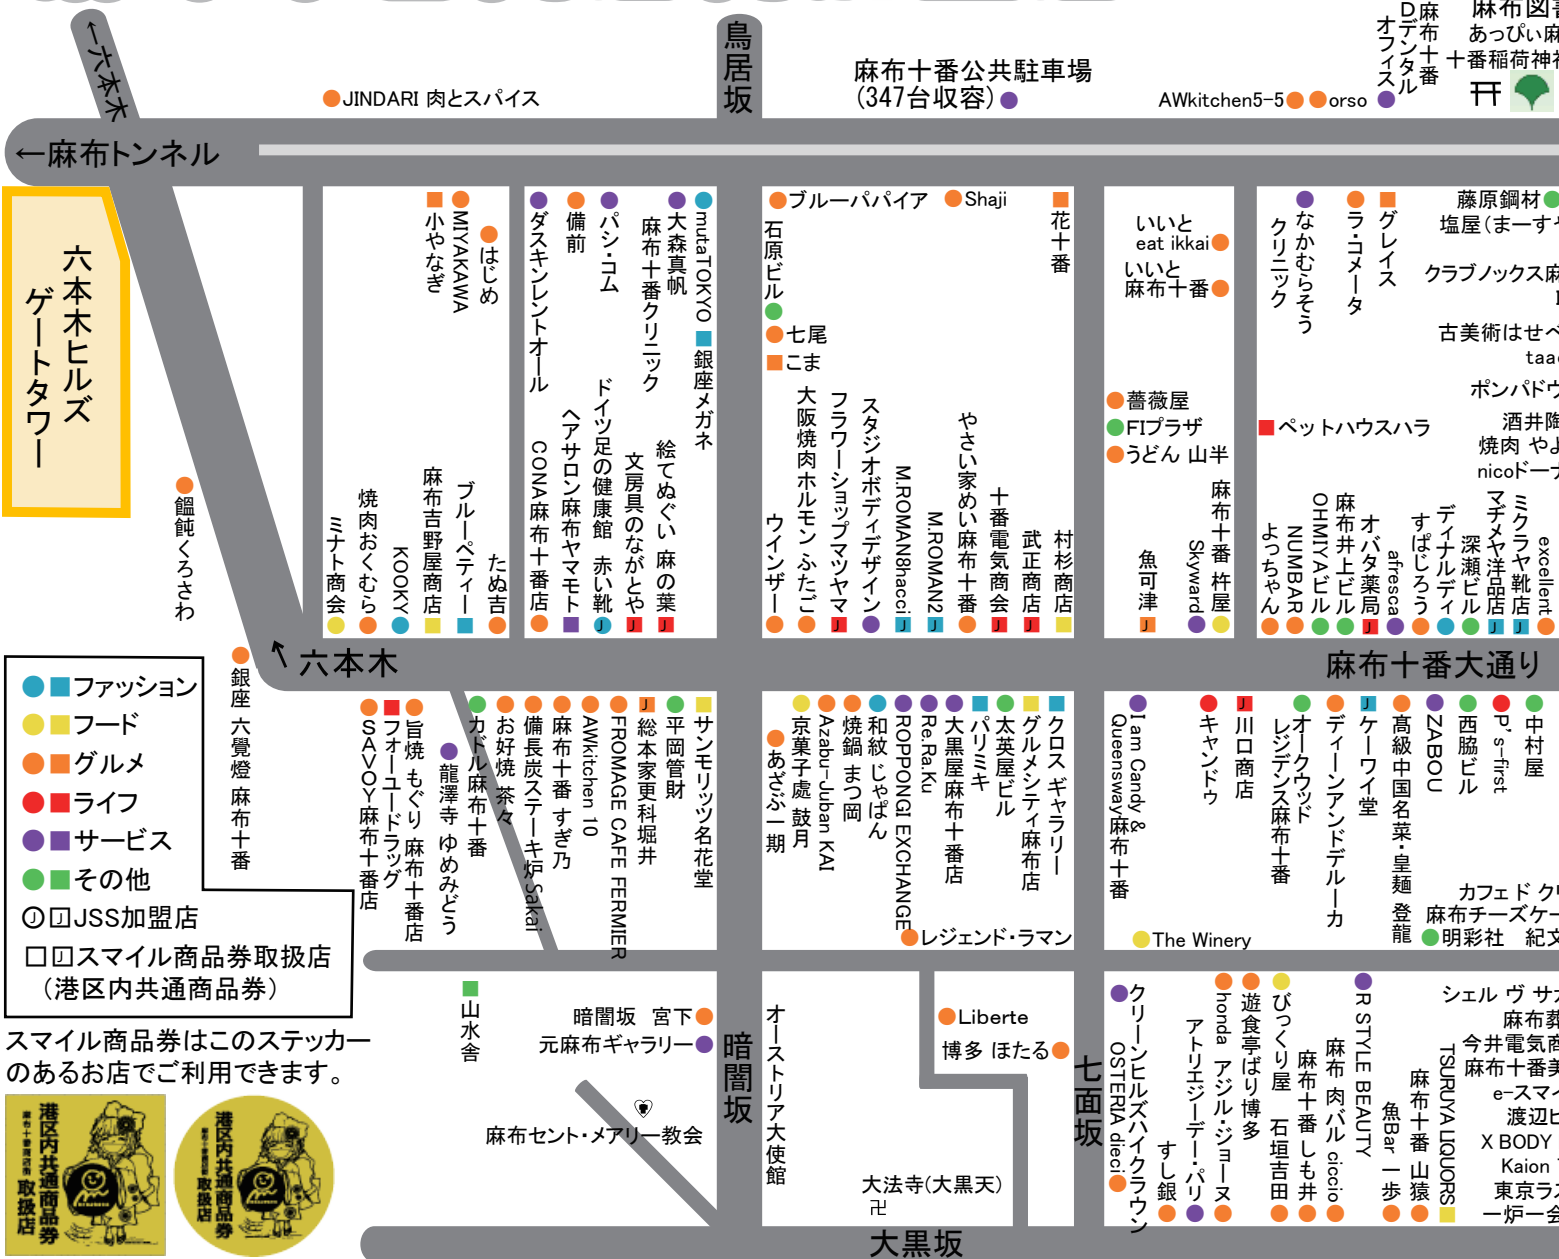 ←六本木
鳥居坂
麻布十番公共駐車場
(347台収容)
JINDARI 肉とスパイス
AWkitchen5-5
orso
麻布十番
Dデンタル
オフィス
麻布図書
あっぴぃ麻
十番稲荷神社
←麻布トンネル
六本木ヒルズ
ゲートタワー
小やなぎ
MIYAKAWA
はじめ
ダスキンレントオール
備前
パシ・コム
麻布十番クリニック
大森真帆
mutaTOKYO
銀座メガネ
ブルーパパイア
Shaji
花十番
石原ビル
七尾
こま
いいと
eat ikkai
いいと
麻布十番
薔薇屋
FIプラザ
うどん 山半
なかむらそう
クリニック
ラ・コメータ
グレイス
ペットハウスハラ
藤原鋼材
塩屋(まーすや
クラブノックス麻
古美術はせべ
taac
ポンパドウ
酒井陶
焼肉 やよ
nicoドーナ
饂飩くろさわ
ミナト商会
焼肉おくむら
KOOKY
麻布吉野屋商店
ブルーペティー
たぬ吉
CONA麻布十番店
ヘアサロン麻布ヤマモト
ドイツ足の健康館 赤い靴
文房具のながとや
絵てぬぐい 麻の葉
ウインザー
大阪焼肉ホルモン ふたご
フラワーショップマツヤマ
スタジオボディデザイン
M.ROMAN8hacci
M.ROMAN2
やさい家めい麻布十番
十番電気商会
武正商店
村杉商店
魚可津
Skyward
麻布十番 杵屋
よっちゃん
NUMBAR
OHMIYAビル
麻布井上ビル
オバタ薬局
afresca
すぱじろう
ディナルディ
深瀬ビル
マヂメヤ洋品店
ミクラヤ靴店
excellent
↑六本木
麻布十番大通り
銀座 六覺燈 麻布十番
SAVOY麻布十番店
フォーユードラッグ
旨焼 もぐり 麻布十番店
龍澤寺 ゆめみどう
カドル麻布十番
お好焼 茶々
備長炭ステーキ炉 Sakai
麻布十番 すぎ乃
AWkitchen 10
FROMAGE CAFE FERMIER
総本家更科堀井
平岡管財
サンモリッツ名花堂
あざぶ一期
京菓子處 鼓月
Azabu-Juban KAI
焼鍋 まつ岡
和紋 じゃぱん
ROPPONGI EXCHANGE
Re.Ra.Ku
大黒屋麻布十番店
パリミキ
太英屋ビル
グルメシティ麻布店
クロス ギャラリー
レジェンド・ラマン
I am Candy &
Queensway麻布十番
キャンドゥ
川口商店
オークウッド
レジデンス麻布十番
ディーンアンドデルーカ
ケーワイ堂
高級中国名菜・皇麺 登龍
ZABOU
西脇ビル
P's-first
中村屋
The Winery
カフェド クリ
麻布チーズケー
明彩社 紀文
ファッション
フード
グルメ
ライフ
サービス
その他
JSS加盟店
スマイル商品券取扱店
(港区内共通商品券)
スマイル商品券はこのステッカー
のあるお店でご利用できます。
港区内共通商品券
麻布十番商店街 取扱店
港区内共通商品券
取扱店
山水舎
暗闇坂 宮下
元麻布ギャラリー
麻布セント・メアリー教会
暗闇坂
オーストリア大使館
Liberte
博多 ほたる
大法寺(大黒天)
卍
七面坂
大黒坂
クリーンヒルズハイクラウン
OSTERIA dieci
すし銀
アトリエジーデー・パリ
honda アジル・ジョーヌ
遊食亭ばり博多
びっくり屋 石垣吉田
麻布十番 しも井
麻布 肉バル ciccio
R STYLE BEAUTY
魚Bar 一歩
麻布十番 山猿
TSURUYA LIQUORS
シェル ヴ サカ
麻布葬
今井電気商
麻布十番美
e-スマイ
渡辺ビ
X BODY
Kaion
東京ラス
一炉一会